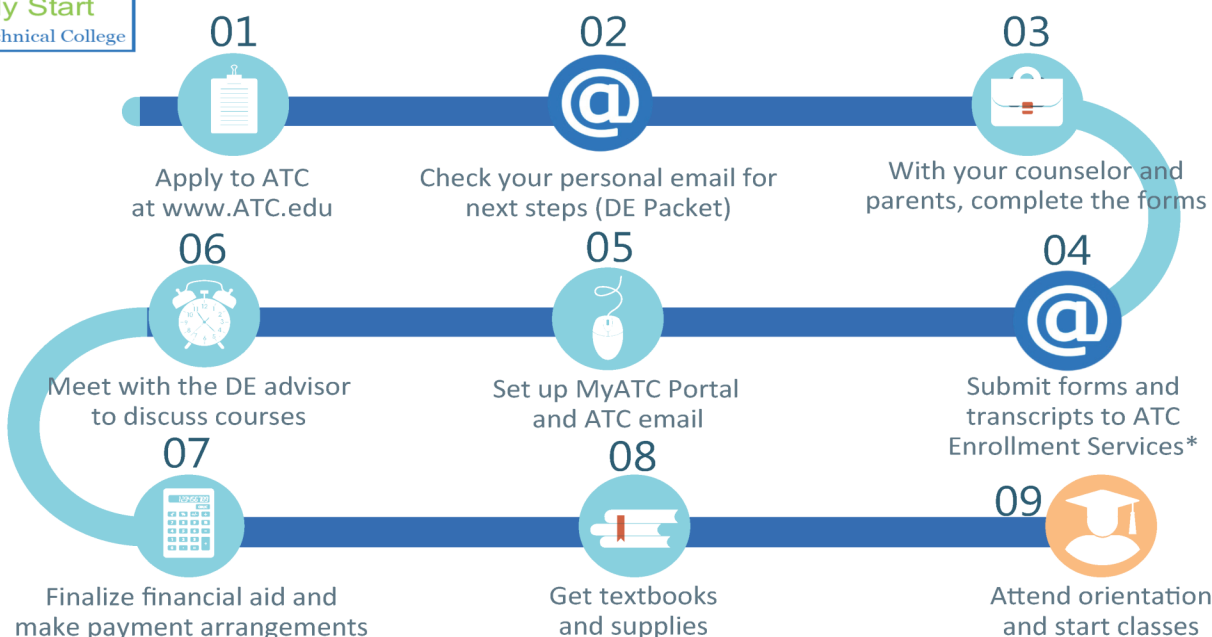 Start
Technical College
01
Apply to ATC
at www.ATC.edu
02
Check your personal email for
next steps (DE Packet)
03
With your counselor and
parents, complete the forms
04
Submit forms and
transcripts to ATC
Enrollment Services*
05
Set up MyATC Portal
and ATC email
06
Meet with the DE advisor
to discuss courses
07
Finalize financial aid and
make payment arrangements
08
Get textbooks
and supplies
09
Attend orientation
and start classes